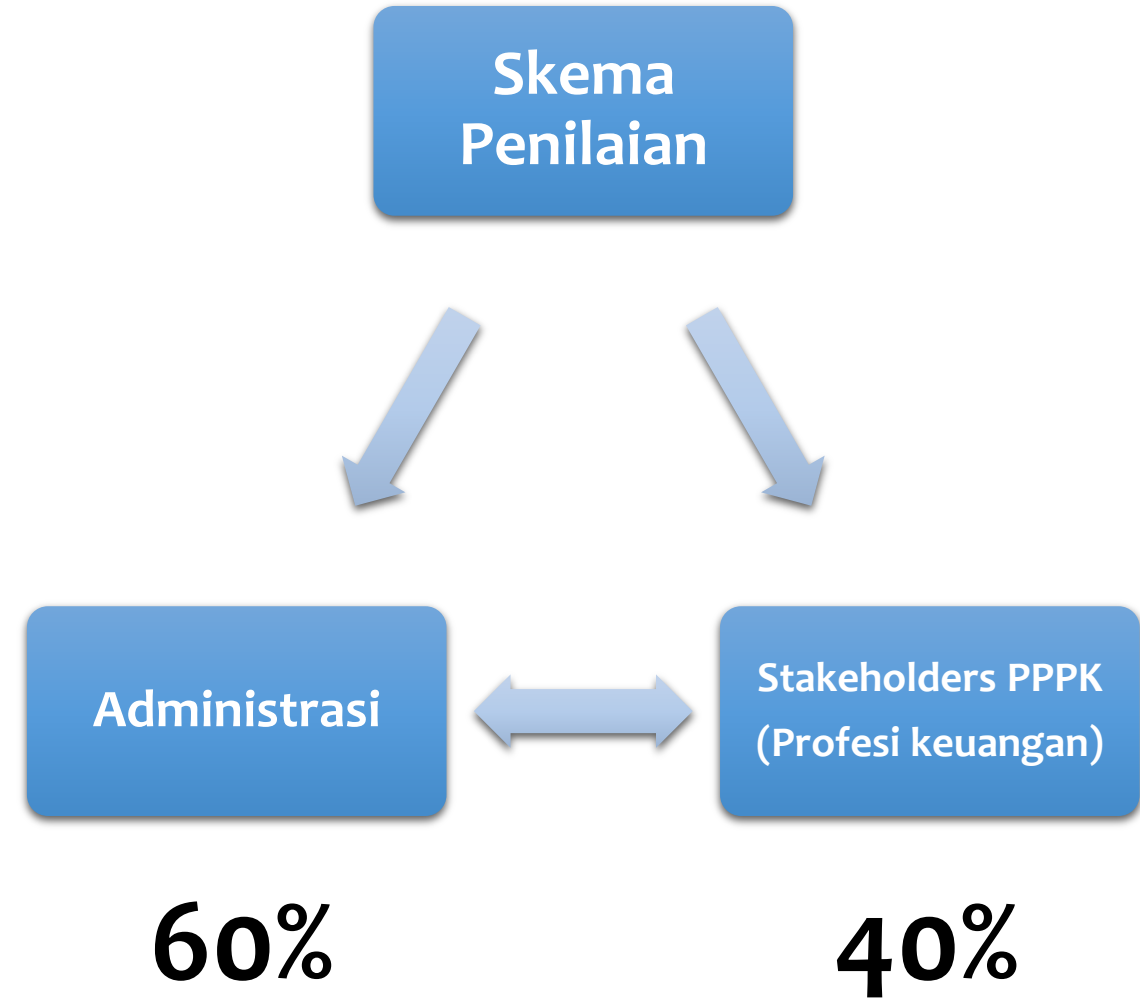 Skema
Penilaian
Administrasi
Stakeholders PPPK
(Profesi keuangan)
60%
40%